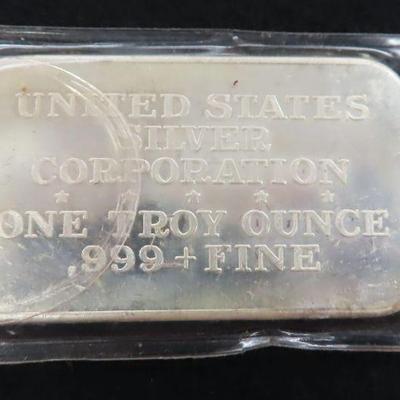 UNITED STATES
SILVER
CORPORATION
★ ★ ★ ★ ★
ONE TROY OUNCE
.999+ FINE